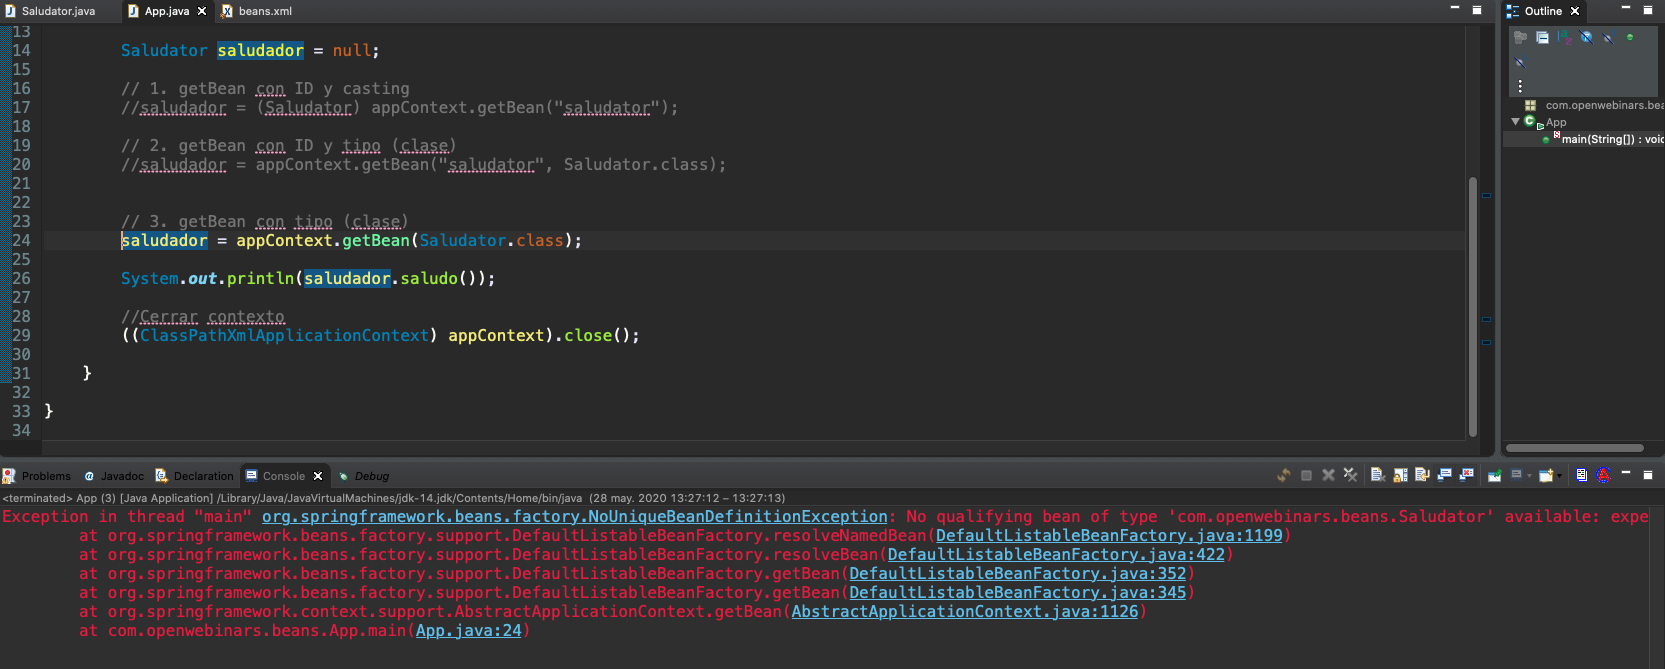 Saludator.java App.java beans.xml
Outline
13
14 Saludator saludador = null;
15
16 // 1. getBean con ID y casting
17 //saludador = (Saludator) appContext.getBean("saludator");
18
19 // 2. getBean con ID y tipo (clase)
20 //saludador = appContext.getBean("saludator", Saludator.class);
21
22
23 // 3. getBean con tipo (clase)
24 saludador = appContext.getBean(Saludator.class);
25
26 System.out.println(saludador.saludo());
27
28 //Cerrar contexto
29 ((ClassPathXmlApplicationContext) appContext).close();
30
31 }
32
33 }
34
com.openwebinars.bea
App
main(String[]) : void
Problems @ Javadoc Declaration Console Debug
<terminated> App (3) [Java Application] /Library/Java/JavaVirtualMachines/jdk-14.jdk/Contents/Home/bin/java (28 may. 2020 13:27:12 – 13:27:13)
Exception in thread "main" org.springframework.beans.factory.NoUniqueBeanDefinitionException: No qualifying bean of type 'com.openwebinars.beans.Saludator' available: expe
at org.springframework.beans.factory.support.DefaultListableBeanFactory.resolveNamedBean(DefaultListableBeanFactory.java:1199)
at org.springframework.beans.factory.support.DefaultListableBeanFactory.resolveBean(DefaultListableBeanFactory.java:422)
at org.springframework.beans.factory.support.DefaultListableBeanFactory.getBean(DefaultListableBeanFactory.java:352)
at org.springframework.beans.factory.support.DefaultListableBeanFactory.getBean(DefaultListableBeanFactory.java:345)
at org.springframework.context.support.AbstractApplicationContext.getBean(AbstractApplicationContext.java:1126)
at com.openwebinars.beans.App.main(App.java:24)